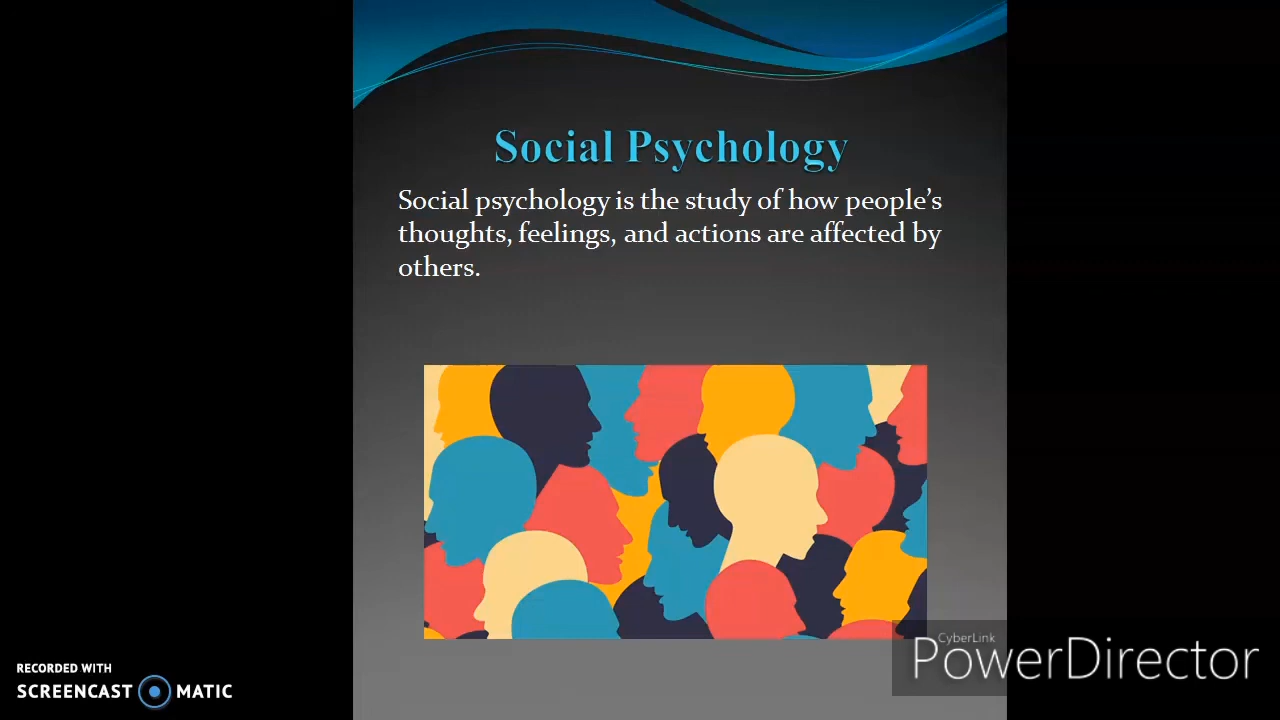 Social Psychology
Social psychology is the study of how people’s
thoughts, feelings, and actions are affected by
others.
CyberLink
PowerDirector
RECORDED WITH
SCREENCAST MATIC